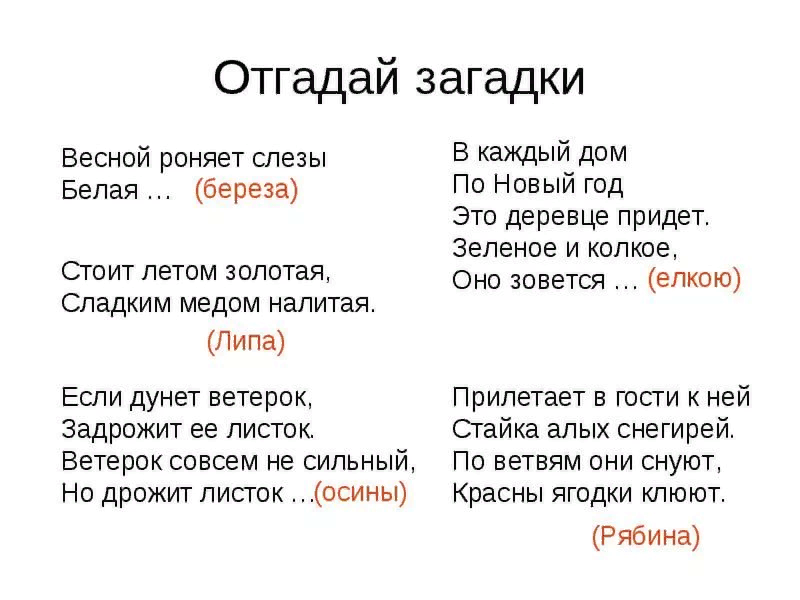 Отгадай загадки
Весной роняет слезы
Белая … (береза)
Стоит летом золотая,
Сладким медом налитая.
(Липа)
Если дунет ветерок,
Задрожит ее листок.
Ветерок совсем не сильный,
Но дрожит листок …(осины)
В каждый дом
По Новый год
Это деревце придет.
Зеленое и колкое,
Оно зовется … (елкою)
Прилетает в гости к ней
Стайка алых снегирей.
По ветвям они снуют,
Красны ягодки клюют.
(Рябина)